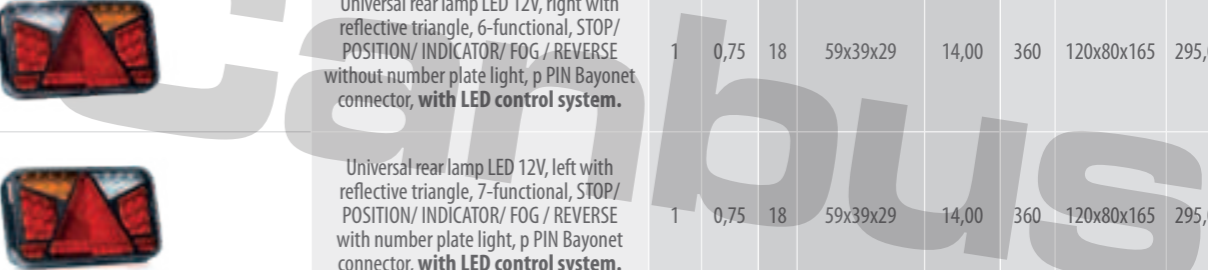 Universal rear lamp LED 12V, right with
reflective triangle, 6-functional, STOP/
POSITION/ INDICATOR/ FOG / REVERSE
without number plate light, p PIN Bayonet
connector, with LED control system.
1 0,75 18 59x39x29 14,00 360 120x80x165 295,
Universal rear lamp LED 12V, left with
reflective triangle, 7-functional, STOP/
POSITION/ INDICATOR/ FOG / REVERSE
with number plate light, p PIN Bayonet
connector, with LED control system.
1 0,75 18 59x39x29 14,00 360 120x80x165 295,
Canbus